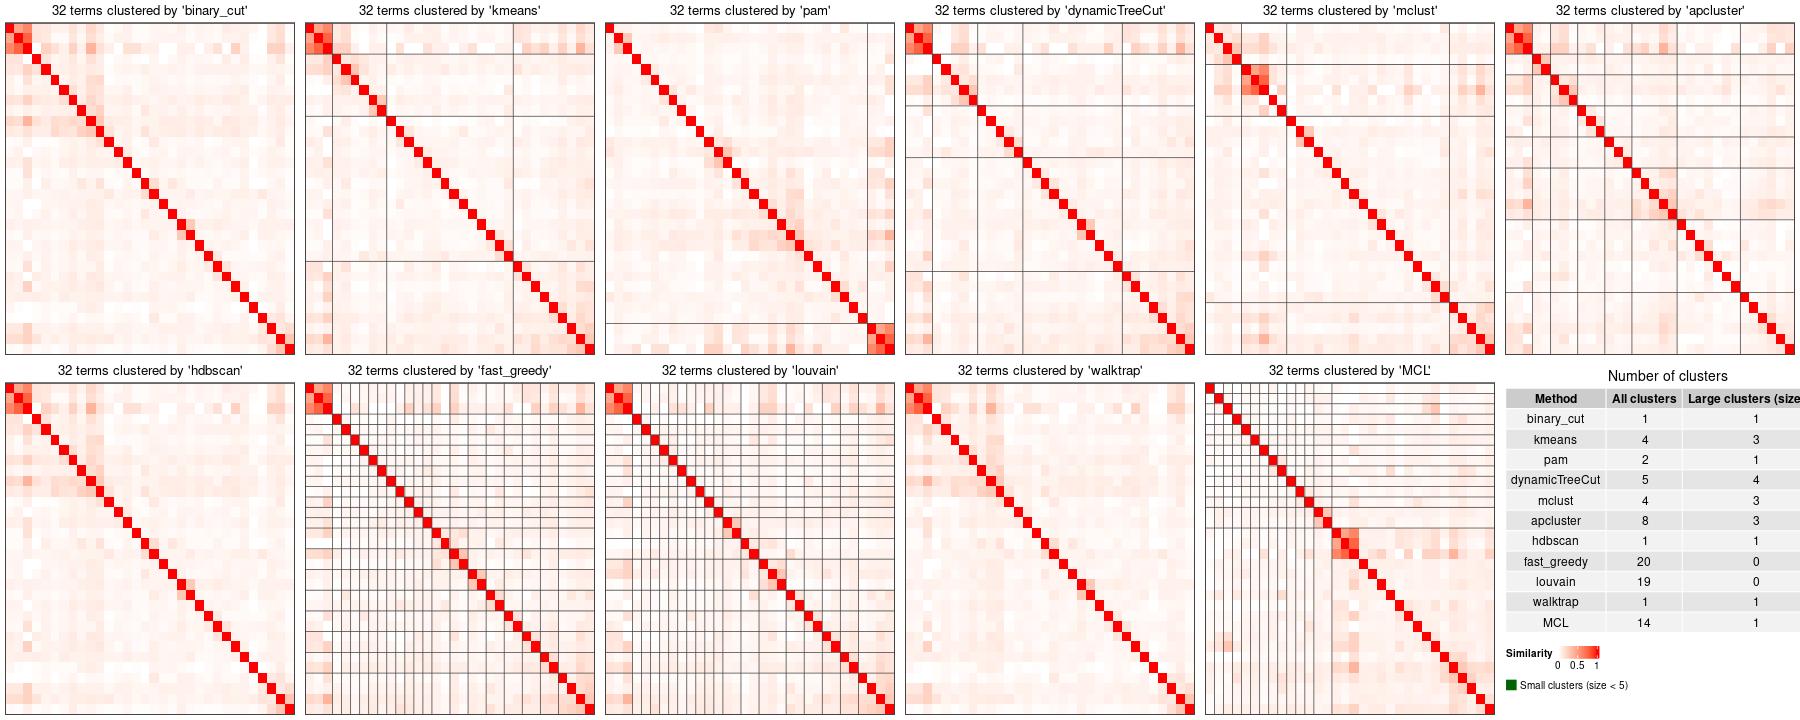 32 terms clustered by 'binary_cut'
32 terms clustered by 'kmeans'
32 terms clustered by 'pam'
32 terms clustered by 'dynamicTreeCut'
32 terms clustered by 'mclust'
32 terms clustered by 'apcluster'
32 terms clustered by 'hdbscan'
32 terms clustered by 'fast_greedy'
32 terms clustered by 'louvain'
32 terms clustered by 'walktrap'
32 terms clustered by 'MCL'
Number of clusters
Method All clusters Large clusters (size
binary_cut 1 1
kmeans 4 3
pam 2 1
dynamicTreeCut 5 4
mclust 4 3
apcluster 8 3
hdbscan 1 1
fast_greedy 20 0
louvain 19 0
walktrap 1 1
MCL 14 1
Similarity
0 0.5 1
Small clusters (size < 5)